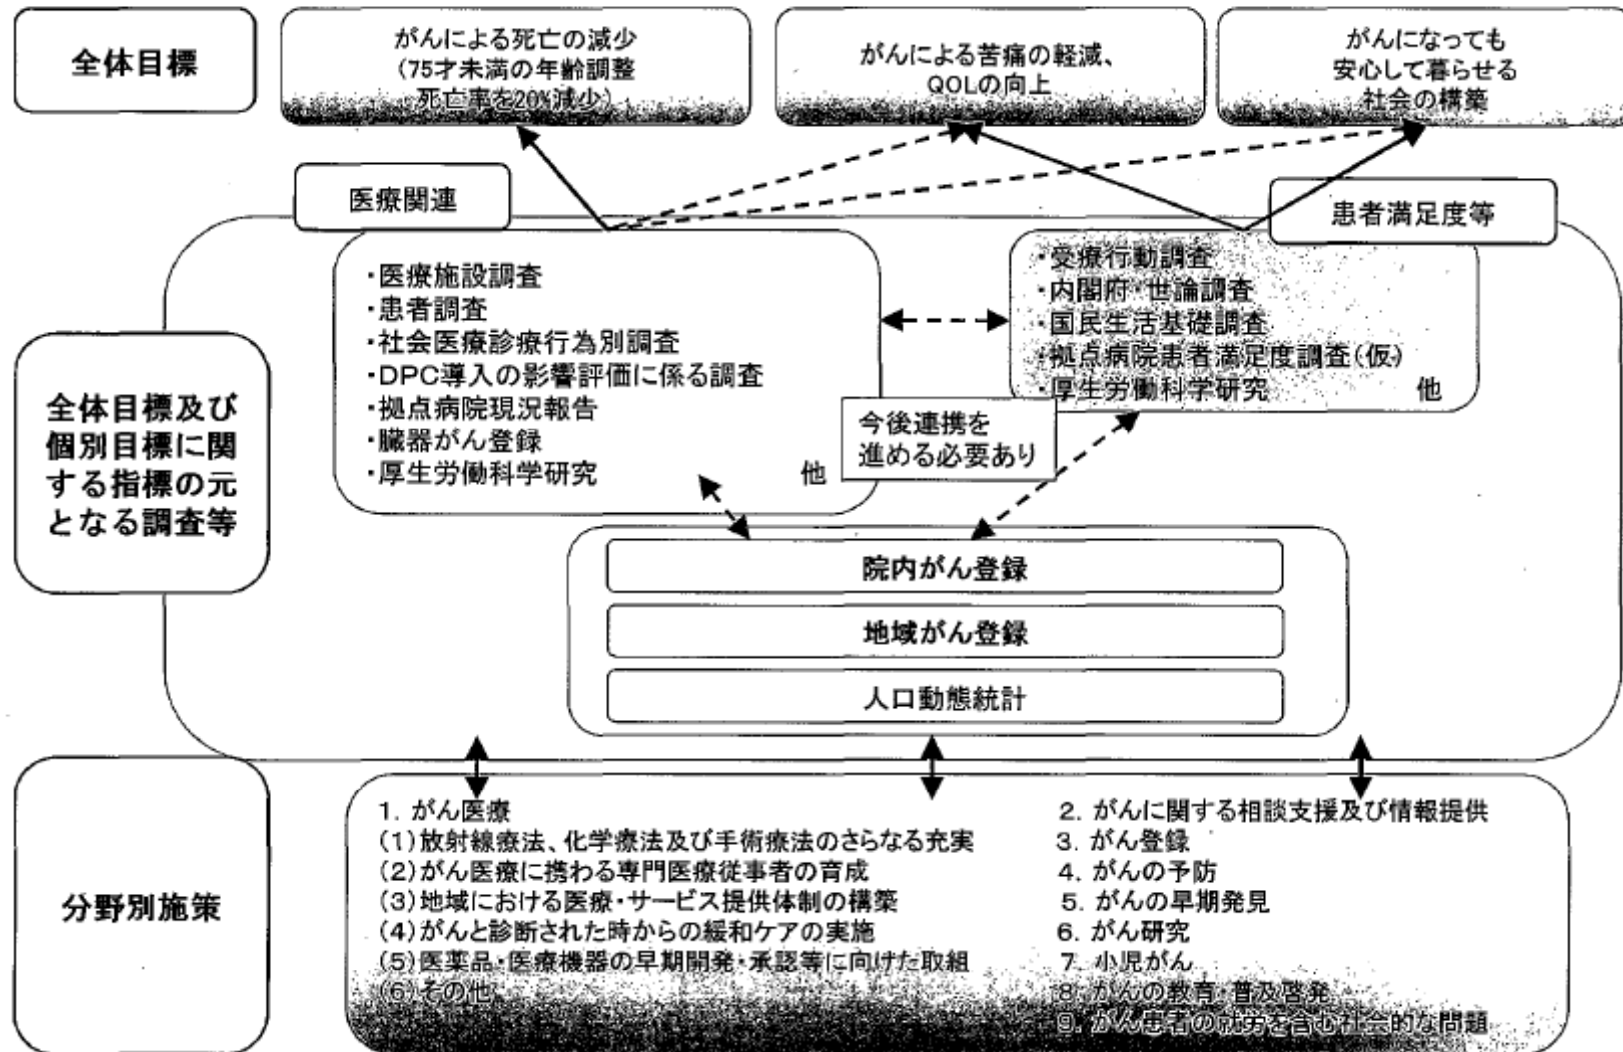 全体目標
がんによる死亡の減少
(75才未満の年齢調整
死亡率を20%減少)
がんによる苦痛の軽減、
QOLの向上
がんになっても
安心して暮らせる
社会の構築
医療関連
患者満足度等
全体目標及び
個別目標に関
する指標の元
となる調査等
・医療施設調査
・患者調査
・社会医療診療行為別調査
・DPC導入の影響評価に係る調査
・拠点病院現況報告
・臓器がん登録
・厚生労働科学研究 他
・受療行動調査
・内閣府・世論調査
・国民生活基礎調査
・拠点病院患者満足度調査(仮)
・厚生労働科学研究 他
今後連携を
進める必要あり
院内がん登録
地域がん登録
人口動態統計
分野別施策
1. がん医療
(1)放射線療法、化学療法及び手術療法のさらなる充実
(2)がん医療に携わる専門医療従事者の育成
(3)地域における医療・サービス提供体制の構築
(4)がんと診断された時からの緩和ケアの実施
(5)医薬品・医療機器の早期開発・承認等に向けた取組
(6)その他
2. がんに関する相談支援及び情報提供
3. がん登録
4. がんの予防
5. がんの早期発見
6. がん研究
7. 小児がん
8. がんの教育・普及啓発
9. がん患者の就労を含む社会的な問題